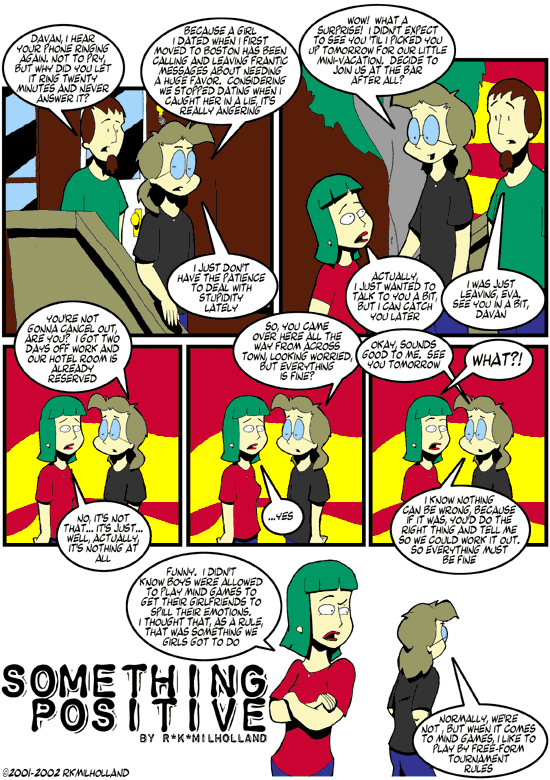 DAVAN, I HEAR
YOUR PHONE RINGING
AGAIN. NOT TO PRY,
BUT WHY DID YOU LET
IT RING TWENTY
MINUTES AND NEVER
ANSWER IT?
BECAUSE A GIRL
I DATED WHEN I FIRST
MOVED TO BOSTON HAS BEEN
CALLING AND LEAVING FRANTIC
MESSAGES ABOUT NEEDING
A HUGE FAVOR. CONSIDERING
WE STOPPED DATING WHEN I
CAUGHT HER IN A LIE, IT'S
REALLY ANGERING
I JUST DON'T
HAVE THE PATIENCE
TO DEAL WITH
STUPIDITY
LATELY
WOW! WHAT A
SURPRISE! I DIDN'T EXPECT
TO SEE YOU 'TIL I PICKED YOU
UP TOMORROW FOR OUR LITTLE
MINI-VACATION. DECIDE TO
JOIN US AT THE BAR
AFTER ALL?
ACTUALLY,
I JUST WANTED TO
TALK TO YOU A BIT,
BUT I CAN CATCH
YOU LATER
I WAS JUST
LEAVING, EVA.
SEE YOU IN A BIT,
DAVAN
YOU'RE NOT
GONNA CANCEL OUT,
ARE YOU? I GOT TWO
DAYS OFF WORK AND
OUR HOTEL ROOM IS
ALREADY
RESERVED
NO, IT'S NOT
THAT... IT'S JUST...
WELL, ACTUALLY,
IT'S NOTHING AT
ALL
SO, YOU CAME
OVER HERE ALL THE
WAY FROM ACROSS
TOWN, LOOKING WORRIED,
BUT EVERYTHING
IS FINE?
...YES
OKAY, SOUNDS
GOOD TO ME. SEE
YOU TOMORROW
WHAT?!
I KNOW NOTHING
CAN BE WRONG, BECAUSE
IF IT WAS, YOU'D DO THE
RIGHT THING AND TELL ME
SO WE COULD WORK IT OUT.
SO EVERYTHING MUST
BE FINE
FUNNY. I DIDN'T
KNOW BOYS WERE ALLOWED
TO PLAY MIND GAMES TO
GET THEIR GIRLFRIENDS TO
SPILL THEIR EMOTIONS.
I THOUGHT THAT, AS A RULE,
THAT WAS SOMETHING WE
GIRLS GOT TO DO
NORMALLY, WE'RE
NOT, BUT WHEN IT COMES
TO MIND GAMES, I LIKE TO
PLAY BY FREE-FORM
TOURNAMENT
RULES
SOMETHING
POSITIVE
BY R*K*MILHOLLAND
©2001-2002 RKMILHOLLAND